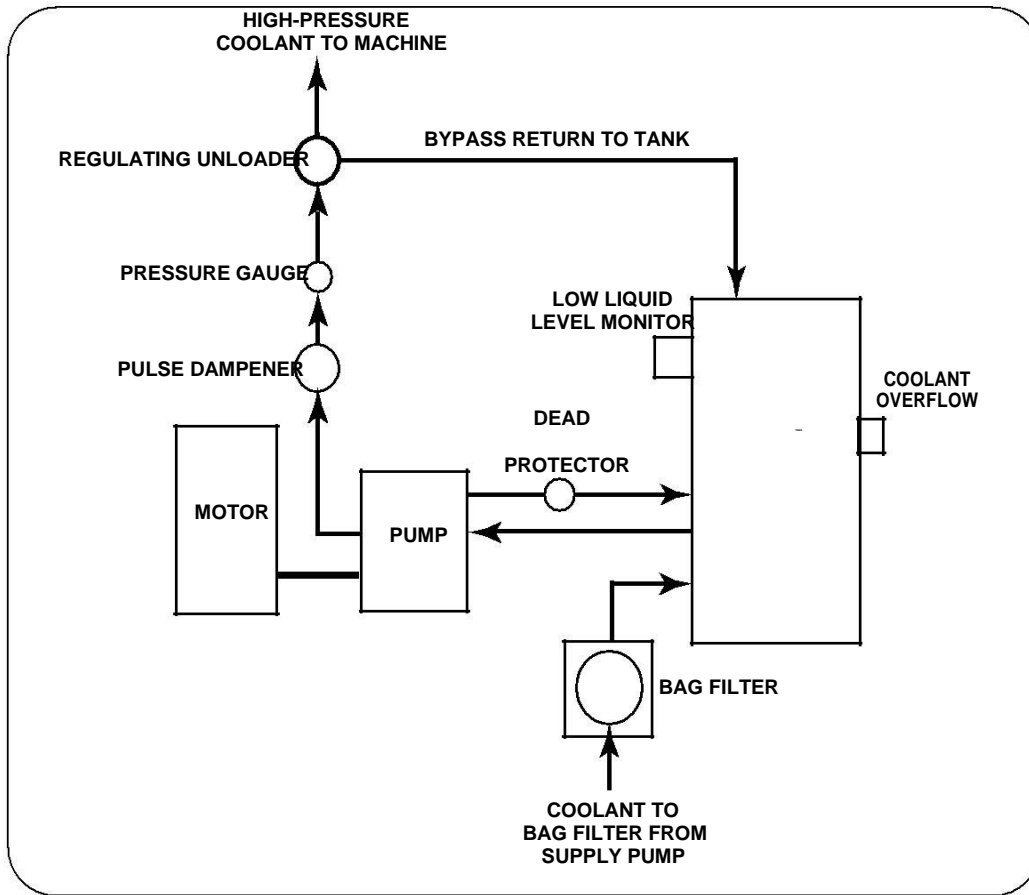 HIGH-PRESSURE
COOLANT TO MACHINE
REGULATING UNLOADER
BYPASS RETURN TO TANK
PRESSURE GAUGE
LOW LIQUID
LEVEL MONITOR
PULSE DAMPENER
COOLANT
OVERFLOW
DEAD
PROTECTOR
MOTOR
PUMP
BAG FILTER
COOLANT TO
BAG FILTER FROM
SUPPLY PUMP